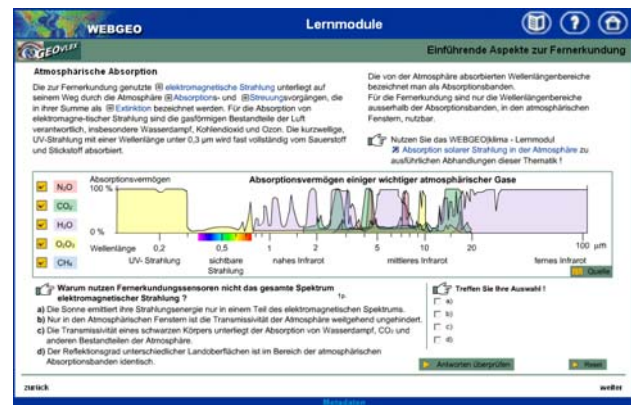 WEBGEO
Lernmodule
GEOVLEX
Einführende Aspekte zur Fernerkundung
Atmosphärische Absorption
Die zur Fernerkundung genutzte elektromagnetische Strahlung unterliegt auf
seinem Weg durch die Atmosphäre Absorptions- und Streuungsvorgängen, die
in ihrer Summe als Extinktion bezeichnet werden. Für die Absorption von
elektromagne-tischer Strahlung sind die gasförmigen Bestandteile der Luft
verantwortlich, insbesondere Wasserdampf, Kohlendioxid und Ozon. Die kurzwellige,
UV-Strahlung mit einer Wellenlänge unter 0,3 µm wird fast vollständig vom Sauerstoff
und Stickstoff absorbiert.
Die von der Atmosphäre absorbierten Wellenlängenbereiche
bezeichnet man als Absorptionsbanden.
Für die Fernerkundung sind nur die Wellenlängenbereiche
ausserhalb der Absorptionsbanden, in den atmosphärischen
Fenstern, nutzbar.
Nutzen Sie das WEBGEO|klima - Lernmodul
Absorption solarer Strahlung in der Atmosphäre zu
ausführlichen Abhandlungen dieser Thematik !
Absorptionsvermögen
Absorptionsvermögen einiger wichtiger atmosphärischer Gase
100 %
N₂O
CO₂
H₂O
0 %
O₂O₃
Wellenlänge 0,2 0,5 1 2 5 10 20 100 µm
CH₄
UV- Strahlung sichtbare Strahlung nahes Infrarot mittleres Infrarot fernes Infrarot
Quelle
Warum nutzen Fernerkundungssensoren nicht das gesamte Spektrum
elektromagnetischer Strahlung ? 1p.
a) Die Sonne emittiert ihre Strahlungsenergie nur in einem Teil des elektromagnetischen Spektrums.
b) Nur in den Atmosphärischen Fenstern ist die Transmissivität der Atmosphäre weitgehend ungehindert.
c) Die Transmissivität eines schwarzen Körpers unterliegt der Absorption von Wasserdampf, CO₂ und
anderen Bestandteilen der Atmosphäre.
d) Der Reflektionsgrad unterschiedlicher Landoberflächen ist im Bereich der atmosphärischen
Absorptionsbanden identisch.
Treffen Sie Ihre Auswahl !
a)
b)
c)
d)
Antworten überprüfen
Reset
zurück
weiter
Metadaten